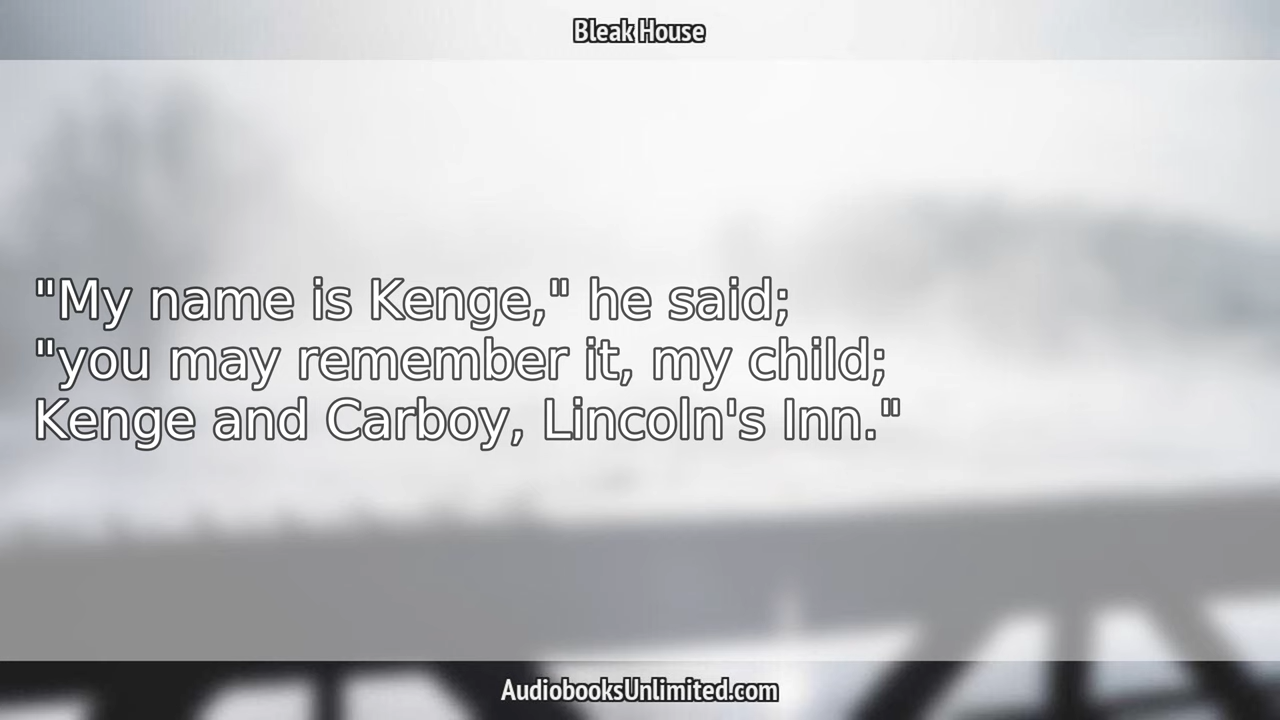 Bleak House
"My name is Kenge," he said;
"you may remember it, my child;
Kenge and Carboy, Lincoln's Inn."
AudiobooksUnlimited.com